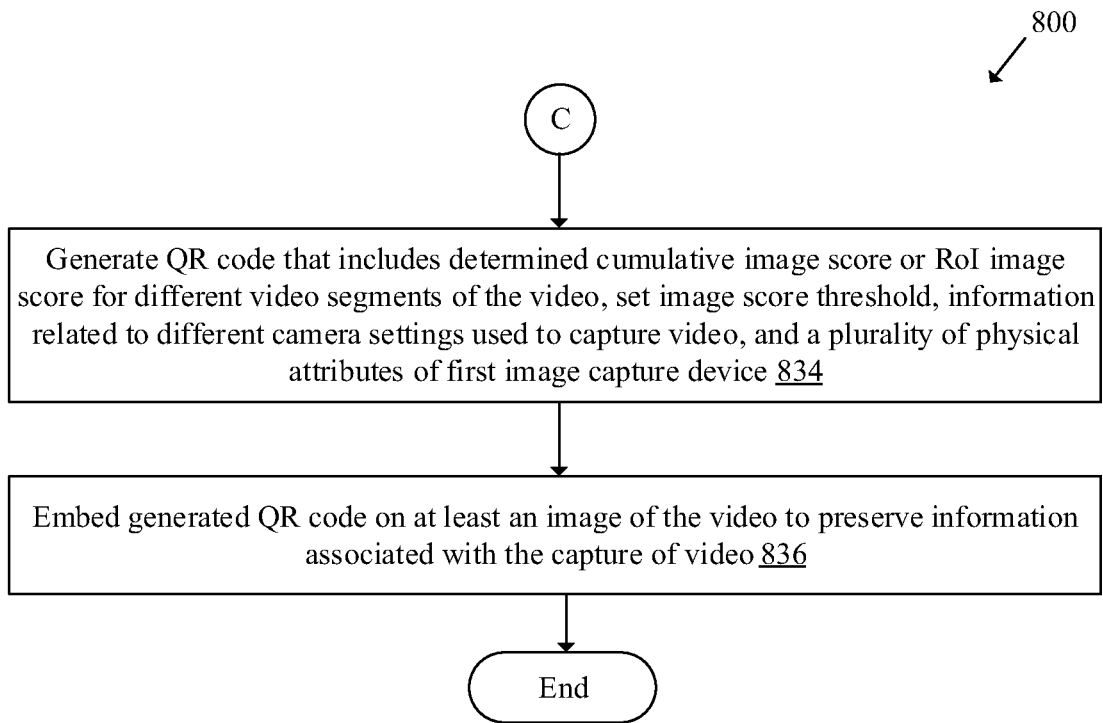 800
C
Generate QR code that includes determined cumulative image score or RoI image
score for different video segments of the video, set image score threshold, information
related to different camera settings used to capture video, and a plurality of physical
attributes of first image capture device 834
Embed generated QR code on at least an image of the video to preserve information
associated with the capture of video 836
End